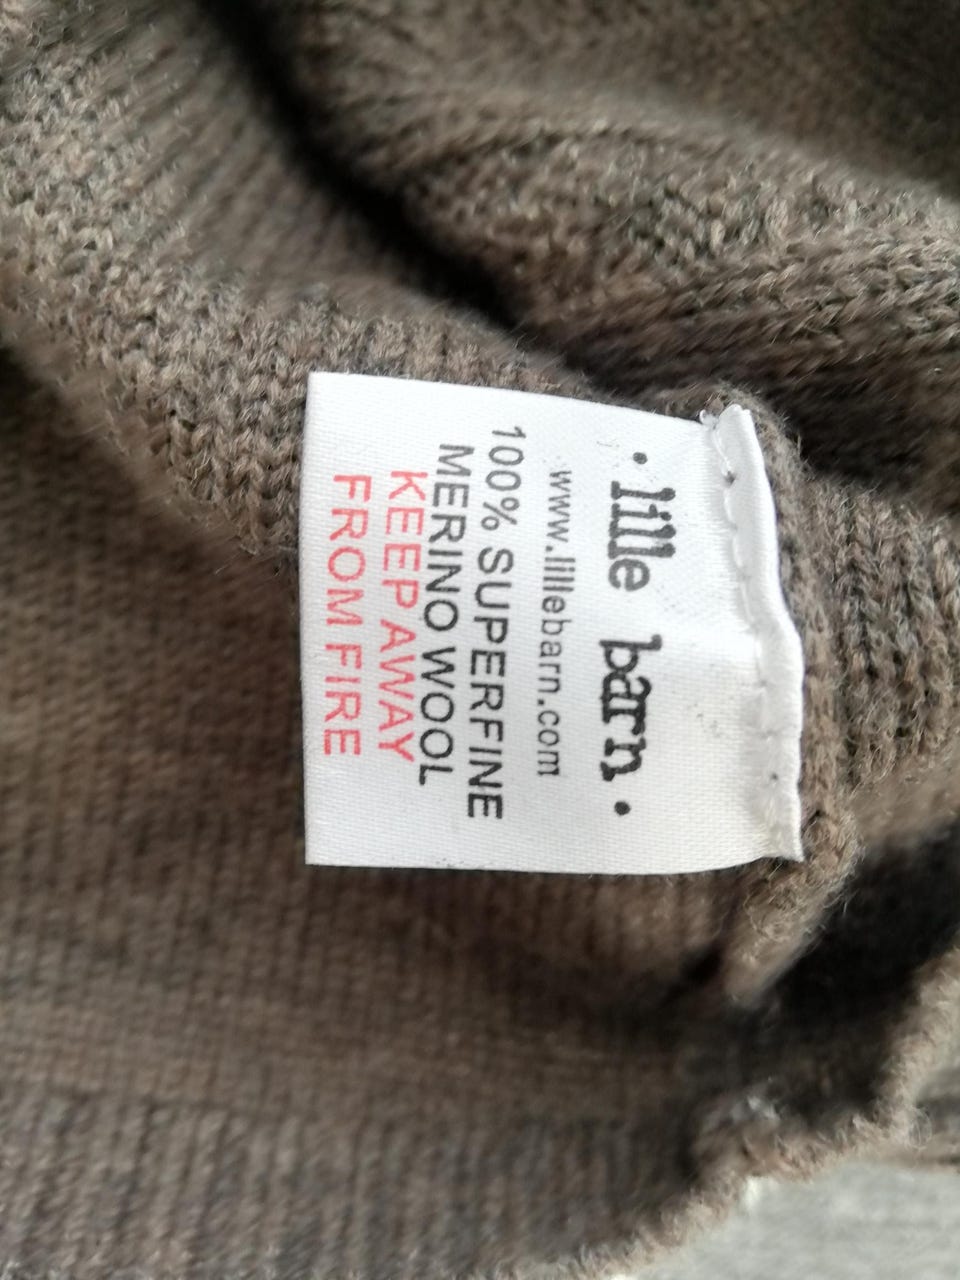 • lille barn •
www.lillebarn.com
100% SUPERFINE
MERINO WOOL
KEEP AWAY
FROM FIRE